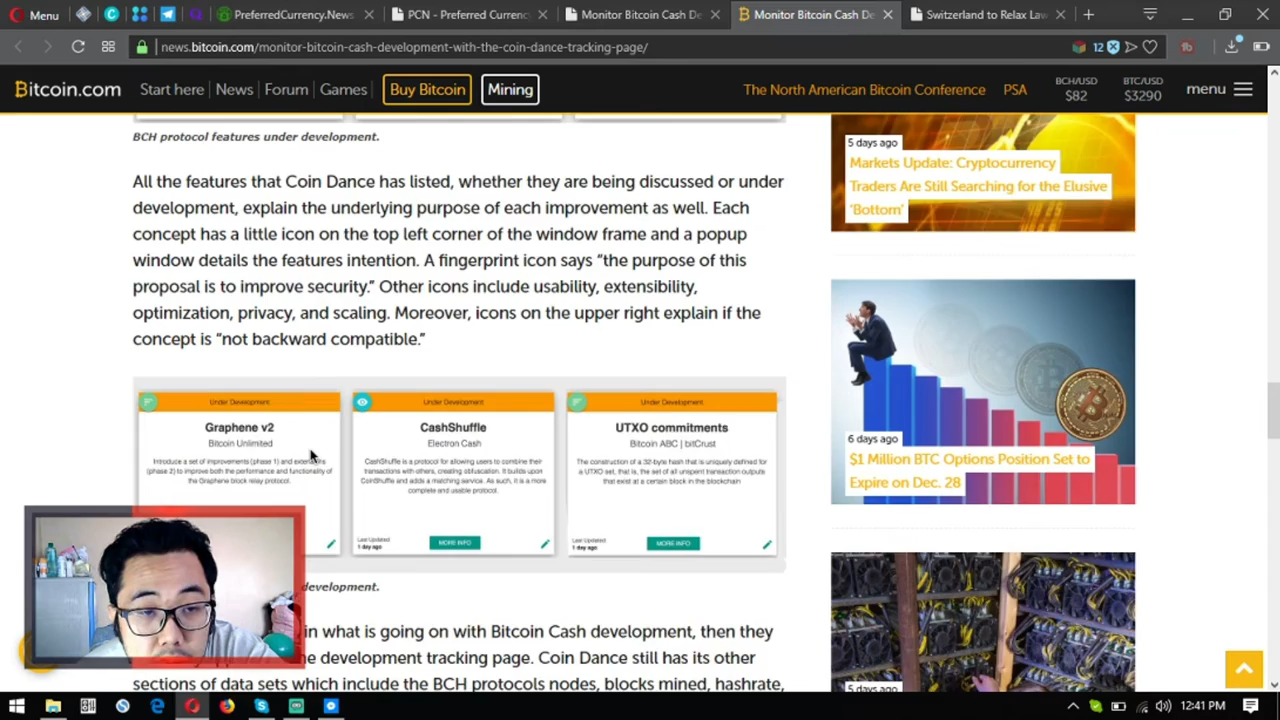 Menu
PreferredCurrency.News
PCN - Preferred Currenc
Monitor Bitcoin Cash De
Monitor Bitcoin Cash De
Switzerland to Relax Law
news.bitcoin.com/monitor-bitcoin-cash-development-with-the-coin-dance-tracking-page/
12
Bitcoin.com
Start here | News | Forum | Games | Buy Bitcoin Mining
The North American Bitcoin Conference PSA
BCH/USD
$82
BTC/USD
$3290
menu
BCH protocol features under development.
All the features that Coin Dance has listed, whether they are being discussed or under
development, explain the underlying purpose of each improvement as well. Each
concept has a little icon on the top left corner of the window frame and a popup
window details the features intention. A fingerprint icon says “the purpose of this
proposal is to improve security.” Other icons include usability, extensibility,
optimization, privacy, and scaling. Moreover, icons on the upper right explain if the
concept is “not backward compatible.”
Under Development
Graphene v2
Bitcoin Unlimited
Introduce a set of improvements (phase 1) and extensions
(phase 2) to improve both the performance and functionality of
the Graphene block relay protocol.
Under Development
CashShuffle
Electron Cash
CashShuffle is a protocol for allowing users to combine their
transactions with others, creating obfuscation. It builds upon
CoinShuffle and adds a matching service. As such, it is a more
complete and usable protocol.
Last Updated
1 day ago
MORE INFO
Under Development
UTXO commitments
Bitcoin ABC | bitCrust
The construction of a 32-byte hash that is uniquely defined for
a UTXO set, that is, the set of all unspent transaction outputs
that exist at a certain block in the blockchain
Last Updated
1 day ago
MORE INFO
development.
in what is going on with Bitcoin Cash development, then they
e development tracking page. Coin Dance still has its other
sections of data sets which include the BCH protocols nodes, blocks mined, hashrate,
5 days ago
Markets Update: Cryptocurrency
Traders Are Still Searching for the Elusive
‘Bottom’
6 days ago
$1 Million BTC Options Position Set to
Expire on Dec. 28
5 days ago
12:41 PM